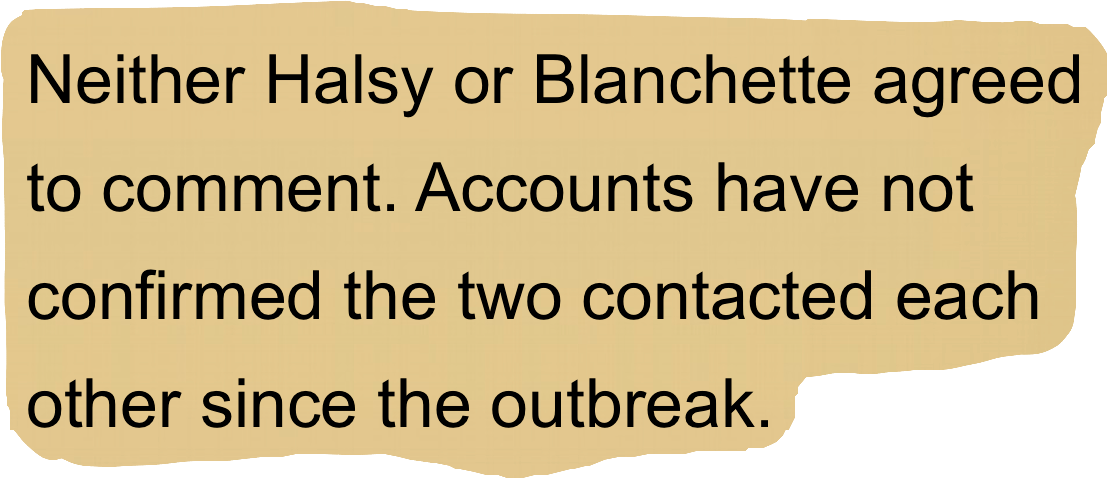 Neither Halsy or Blanchette agreed
to comment. Accounts have not
confirmed the two contacted each
other since the outbreak.